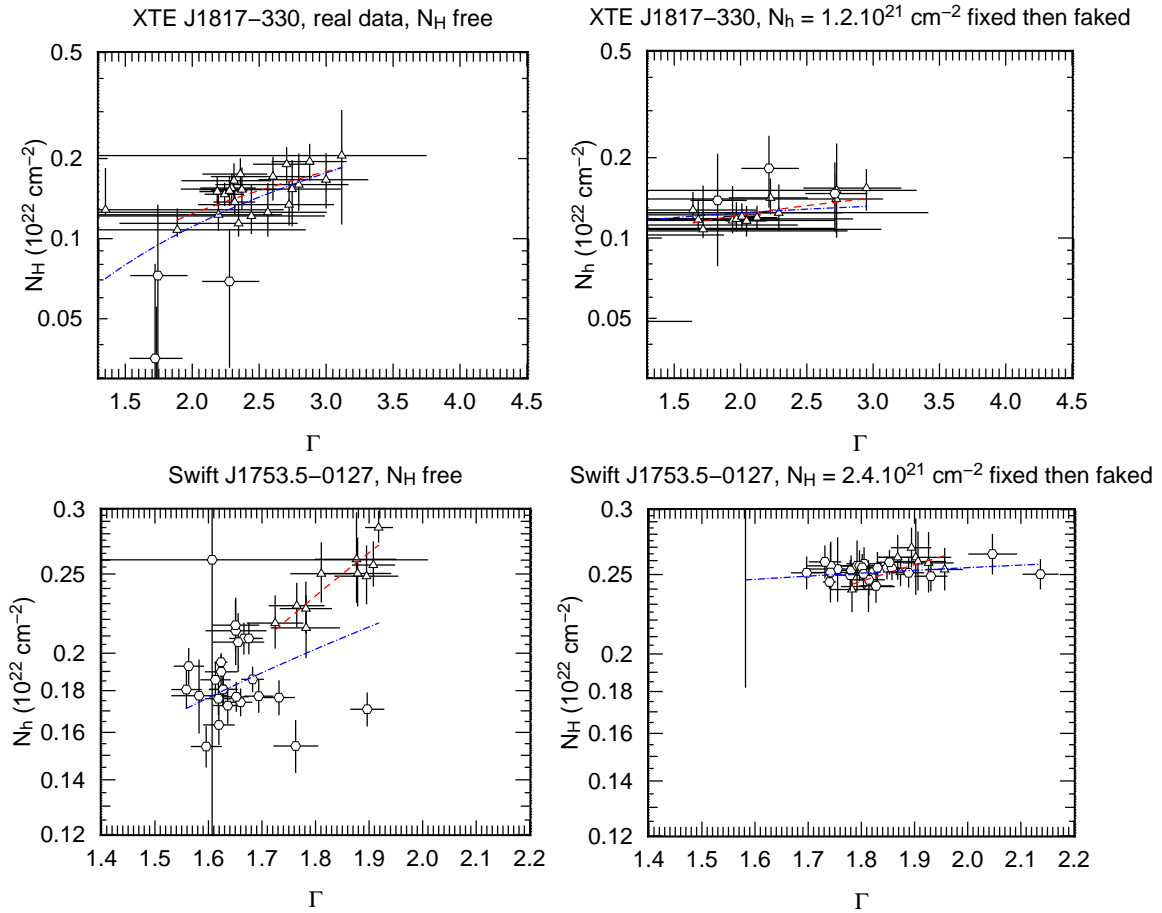 XTE J1817−330, real data, N_H free
XTE J1817−330, N_h = 1.2.10^21 cm^−2 fixed then faked
0.5
0.2
0.1
0.05
N_H (10^22 cm^−2)
1.5 2.0 2.5 3.0 3.5 4.0 4.5
Γ
0.5
0.2
0.1
0.05
N_h (10^22 cm^−2)
1.5 2.0 2.5 3.0 3.5 4.0 4.5
Γ
Swift J1753.5−0127, N_H free
Swift J1753.5−0127, N_H = 2.4.10^21 cm^−2 fixed then faked
0.3
0.25
0.2
0.18
0.16
0.14
0.12
N_h (10^22 cm^−2)
1.4 1.5 1.6 1.7 1.8 1.9 2.0 2.1 2.2
Γ
0.3
0.25
0.2
0.18
0.16
0.14
0.12
N_H (10^22 cm^−2)
1.4 1.5 1.6 1.7 1.8 1.9 2.0 2.1 2.2
Γ